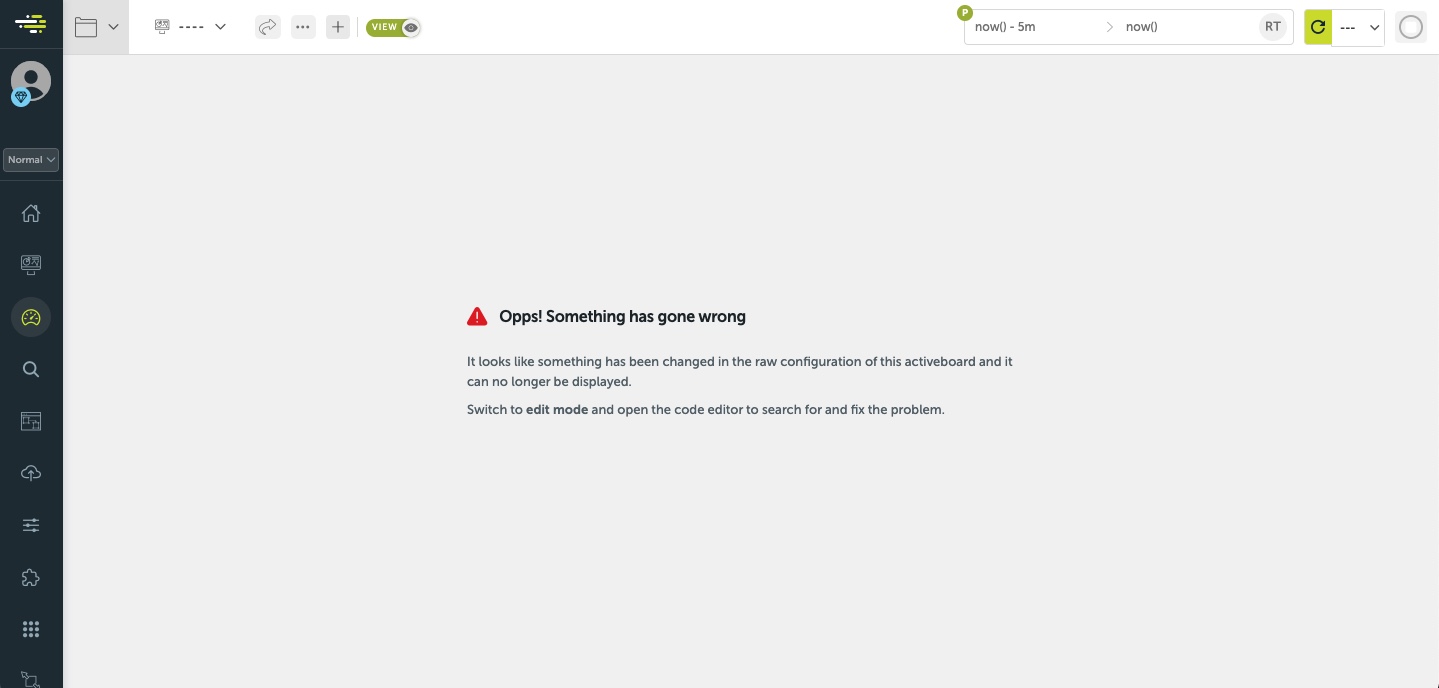 ----
VIEW
P
now() - 5m
now()
RT
---
Normal
Opps! Something has gone wrong
It looks like something has been changed in the raw configuration of this activeboard and it
can no longer be displayed.
Switch to edit mode and open the code editor to search for and fix the problem.